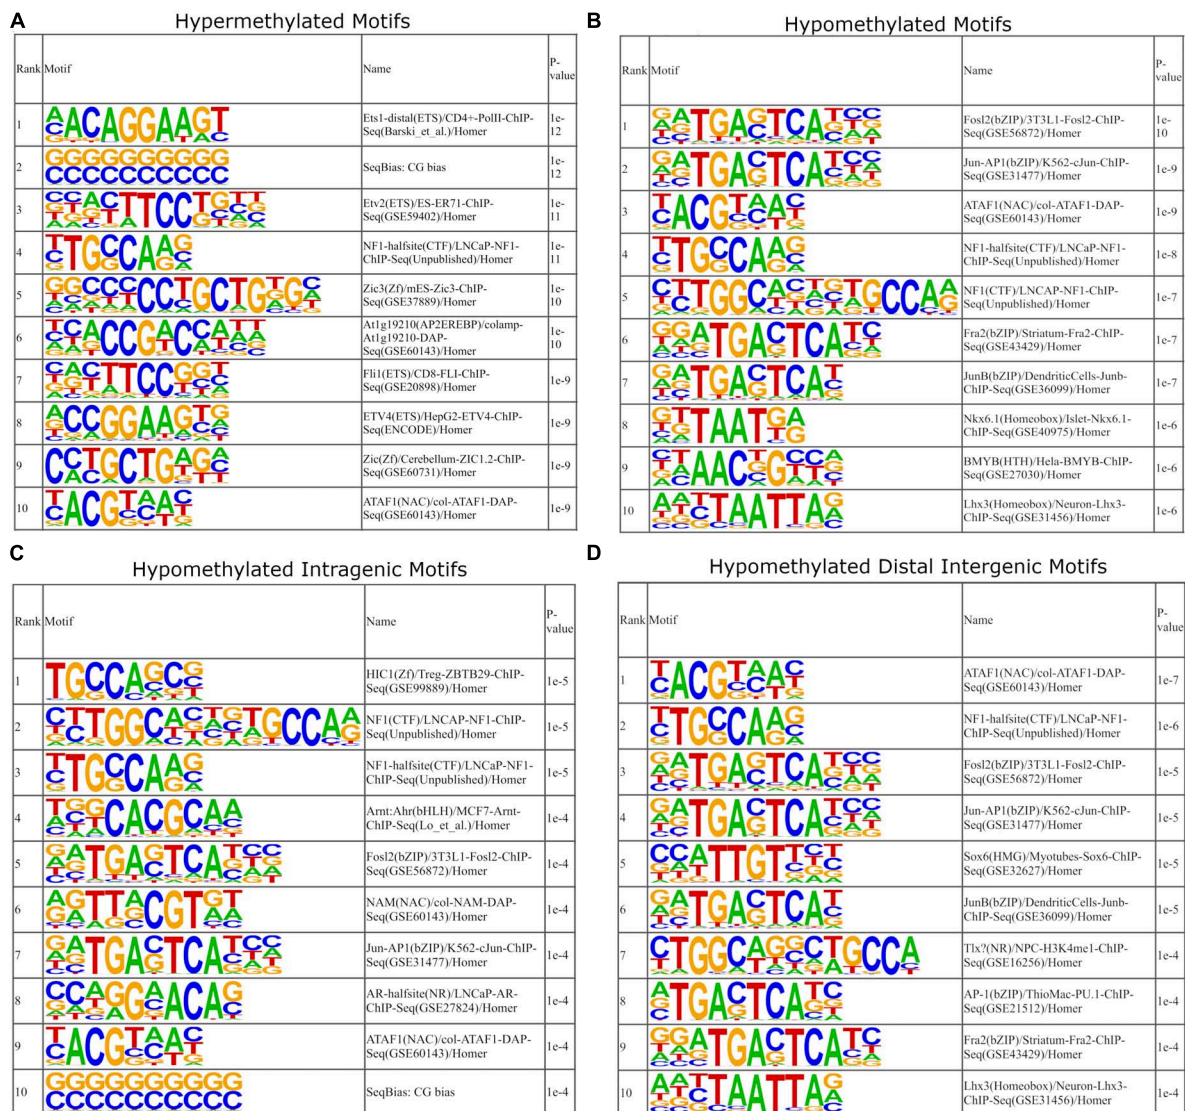 A
Hypermethylated Motifs
Rank Motif Name P-value
1 Ets1-distal(ETS)/CD4+-PolII-ChIP-Seq(Barski_et_al.)/Homer 1e-12
2 SeqBias: CG bias 1e-12
3 Etv2(ETS)/ES-ER71-ChIP-Seq(GSE59402)/Homer 1e-11
4 NF1-halfsite(CTF)/LNCaP-NF1-ChIP-Seq(Unpublished)/Homer 1e-11
5 Zic3(Zf)/mES-Zic3-ChIP-Seq(GSE37889)/Homer 1e-10
6 At1g19210(AP2EREBP)/colamp-At1g19210-DAP-Seq(GSE60143)/Homer 1e-10
7 Fli1(ETS)/CD8-FLI-ChIP-Seq(GSE20898)/Homer 1e-9
8 ETV4(ETS)/HepG2-ETV4-ChIP-Seq(ENCODE)/Homer 1e-9
9 Zic(Zf)/Cerebellum-ZIC1.2-ChIP-Seq(GSE60731)/Homer 1e-9
10 ATAF1(NAC)/col-ATAF1-DAP-Seq(GSE60143)/Homer 1e-9
B
Hypomethylated Motifs
Rank Motif Name P-value
1 Fosl2(bZIP)/3T3L1-Fosl2-ChIP-Seq(GSE56872)/Homer 1e-10
2 Jun-AP1(bZIP)/K562-cJun-ChIP-Seq(GSE31477)/Homer 1e-9
3 ATAF1(NAC)/col-ATAF1-DAP-Seq(GSE60143)/Homer 1e-9
4 NF1-halfsite(CTF)/LNCaP-NF1-ChIP-Seq(Unpublished)/Homer 1e-8
5 NF1(CTF)/LNCAP-NF1-ChIP-Seq(Unpublished)/Homer 1e-7
6 Fra2(bZIP)/Striatum-Fra2-ChIP-Seq(GSE43429)/Homer 1e-7
7 JunB(bZIP)/DendriticCells-Junb-ChIP-Seq(GSE36099)/Homer 1e-7
8 Nkx6.1(Homeobox)/Islet-Nkx6.1-ChIP-Seq(GSE40975)/Homer 1e-6
9 BMYB(HTH)/Hela-BMYB-ChIP-Seq(GSE27030)/Homer 1e-6
10 Lhx3(Homeobox)/Neuron-Lhx3-ChIP-Seq(GSE31456)/Homer 1e-6
C
Hypomethylated Intragenic Motifs
Rank Motif Name P-value
1 HIC1(Zf)/Treg-ZBTB29-ChIP-Seq(GSE99889)/Homer 1e-5
2 NF1(CTF)/LNCAP-NF1-ChIP-Seq(Unpublished)/Homer 1e-5
3 NF1-halfsite(CTF)/LNCaP-NF1-ChIP-Seq(Unpublished)/Homer 1e-5
4 Arnt:Ahr(bHLH)/MCF7-Arnt-ChIP-Seq(Lo_et_al.)/Homer 1e-4
5 Fosl2(bZIP)/3T3L1-Fosl2-ChIP-Seq(GSE56872)/Homer 1e-4
6 NAM(NAC)/col-NAM-DAP-Seq(GSE60143)/Homer 1e-4
7 Jun-AP1(bZIP)/K562-cJun-ChIP-Seq(GSE31477)/Homer 1e-4
8 AR-halfsite(NR)/LNCaP-AR-ChIP-Seq(GSE27824)/Homer 1e-4
9 ATAF1(NAC)/col-ATAF1-DAP-Seq(GSE60143)/Homer 1e-4
10 SeqBias: CG bias 1e-4
D
Hypomethylated Distal Intergenic Motifs
Rank Motif Name P-value
1 ATAF1(NAC)/col-ATAF1-DAP-Seq(GSE60143)/Homer 1e-7
2 NF1-halfsite(CTF)/LNCaP-NF1-ChIP-Seq(Unpublished)/Homer 1e-6
3 Fosl2(bZIP)/3T3L1-Fosl2-ChIP-Seq(GSE56872)/Homer 1e-5
4 Jun-AP1(bZIP)/K562-cJun-ChIP-Seq(GSE31477)/Homer 1e-5
5 Sox6(HMG)/Myotubes-Sox6-ChIP-Seq(GSE32627)/Homer 1e-5
6 JunB(bZIP)/DendriticCells-Junb-ChIP-Seq(GSE36099)/Homer 1e-5
7 Tlx?(NR)/NPC-H3K4me1-ChIP-Seq(GSE16256)/Homer 1e-4
8 AP-1(bZIP)/ThioMac-PU.1-ChIP-Seq(GSE21512)/Homer 1e-4
9 Fra2(bZIP)/Striatum-Fra2-ChIP-Seq(GSE43429)/Homer 1e-4
10 Lhx3(Homeobox)/Neuron-Lhx3-ChIP-Seq(GSE31456)/Homer 1e-4